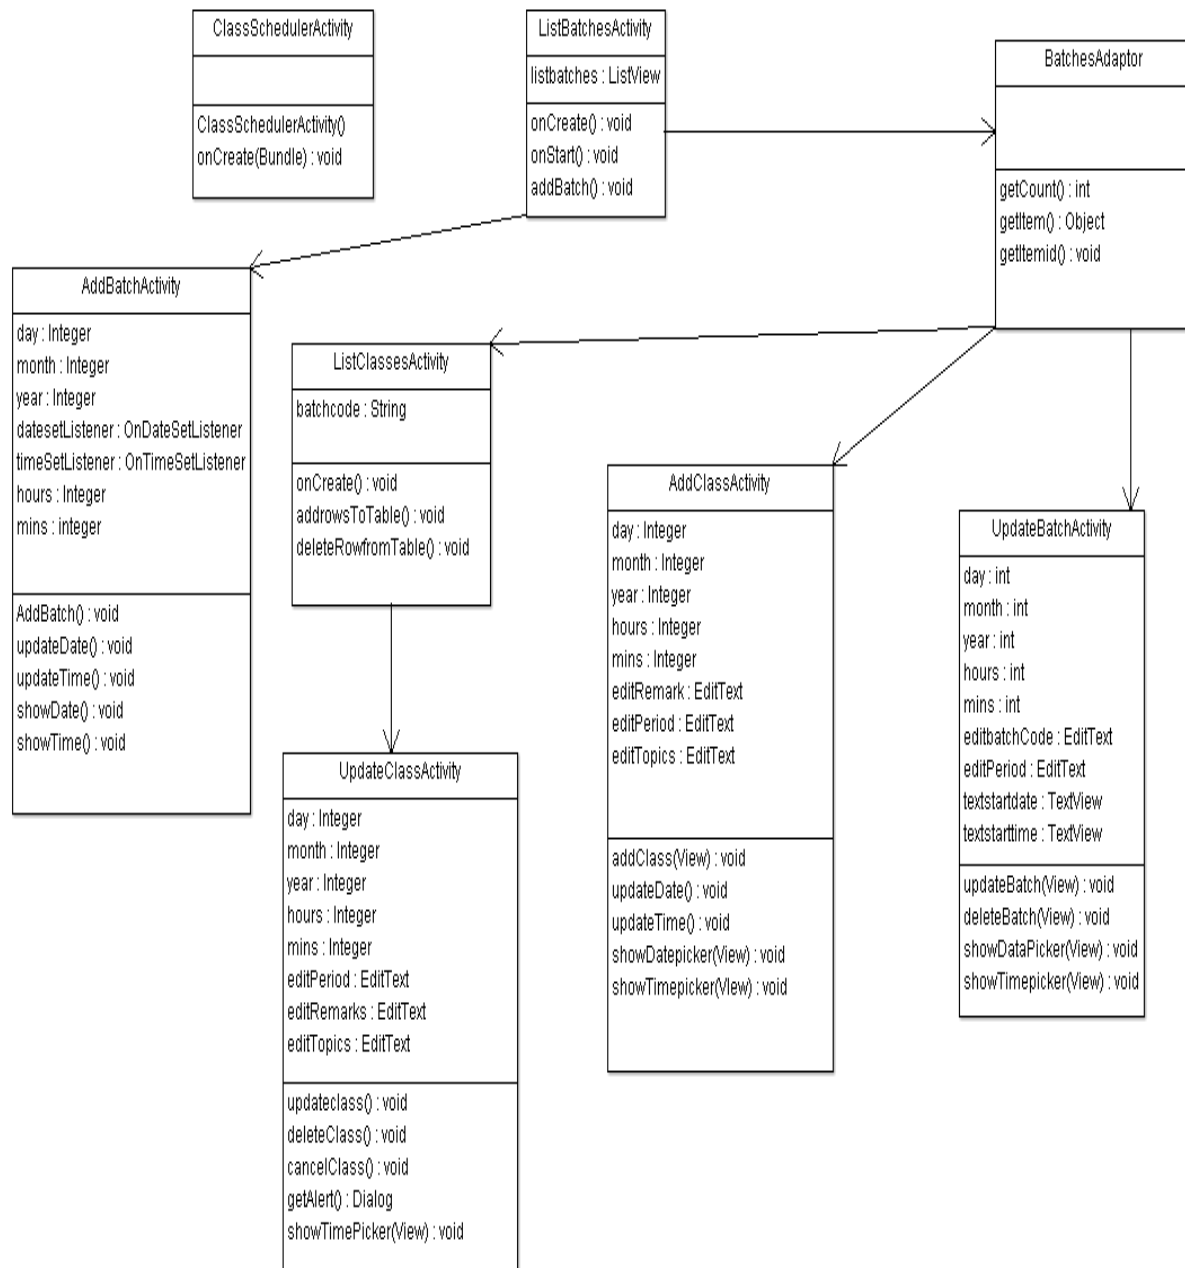 ClassSchedulerActivity
ClassSchedulerActivity()
onCreate(Bundle) : void
ListBatchesActivity
listbatches : ListView
onCreate() : void
onStart() : void
addBatch() : void
BatchesAdaptor
getCount() : int
getItem() : Object
getItemid() : void
AddBatchActivity
day : Integer
month : Integer
year : Integer
datesetListener : OnDateSetListener
timeSetListener : OnTimeSetListener
hours : Integer
mins : integer
AddBatch() : void
updateDate() : void
updateTime() : void
showDate() : void
showTime() : void
ListClassesActivity
batchcode : String
onCreate() : void
addrowsToTable() : void
deleteRowfromTable() : void
AddClassActivity
day : Integer
month : Integer
year : Integer
hours : Integer
mins : Integer
editRemark : EditText
editPeriod : EditText
editTopics : EditText
addClass(View) : void
updateDate() : void
updateTime() : void
showDatepicker(View) : void
showTimepicker(VIew) : void
UpdateBatchActivity
day : int
month : int
year : int
hours : int
mins : int
editbatchCode : EditText
editPeriod : EditText
textstartdate : TextView
textstarttime : TextView
updateBatch(View) : void
deleteBatch(View) : void
showDataPicker(View) : void
showTimepicker(View) : void
UpdateClassActivity
day : Integer
month : Integer
year : Integer
hours : Integer
mins : Integer
editPeriod : EditText
editRemarks : EditText
editTopics : EditText
updateclass() : void
deleteClass() : void
cancelClass() : void
getAlert() : Dialog
showTimePicker(View) : void